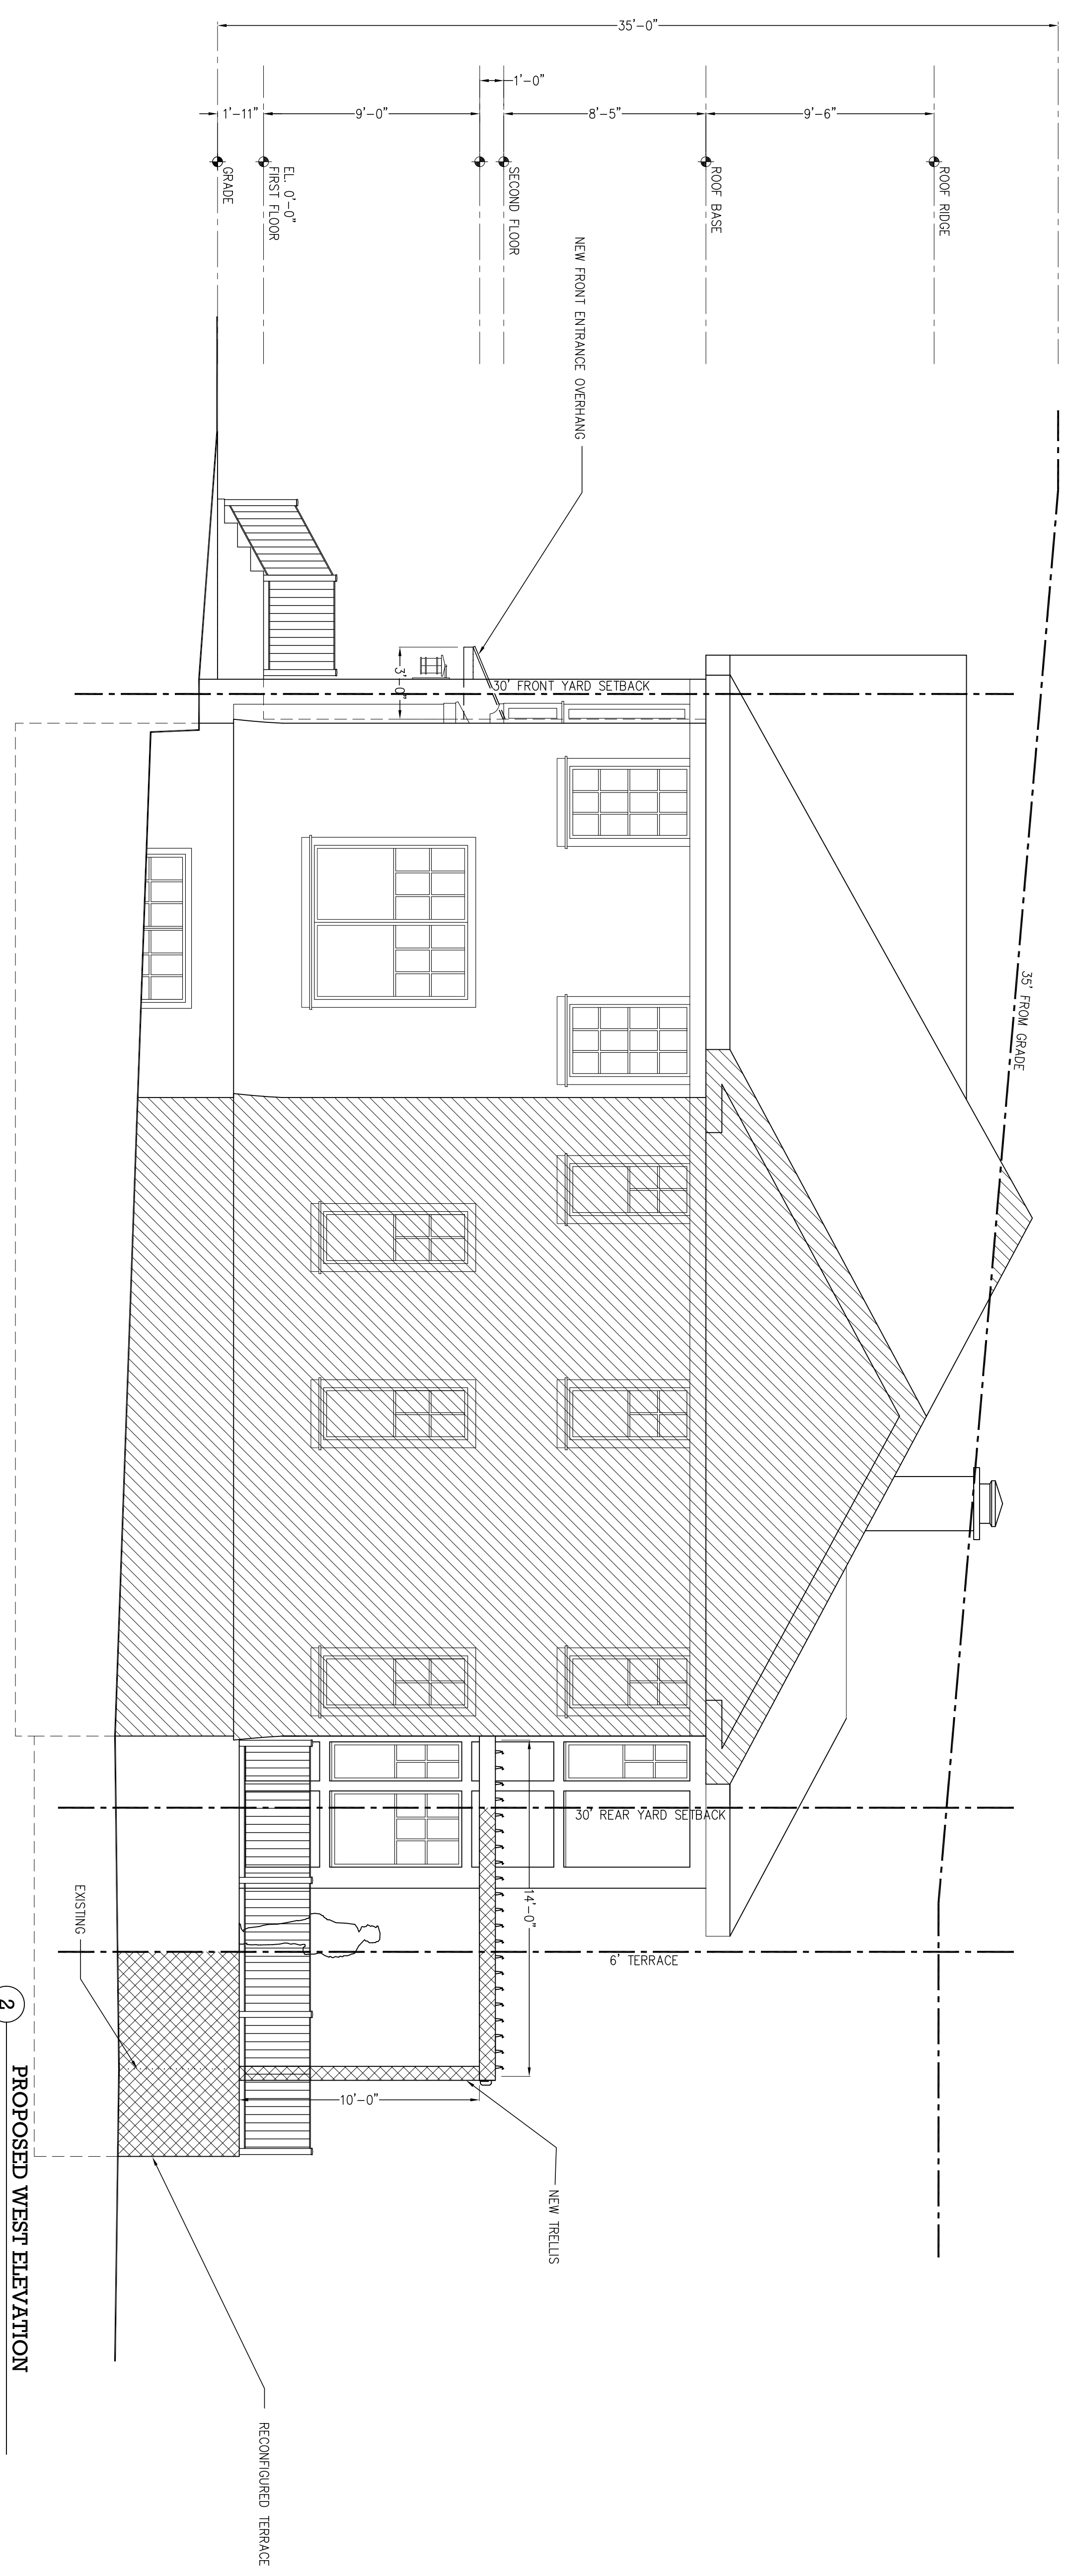 35'-0"
1'-11"
9'-0"
1'-0"
8'-5"
9'-6"
ROOF RIDGE
ROOF BASE
SECOND FLOOR
EL. 0'-0"
FIRST FLOOR
GRADE
NEW FRONT ENTRANCE OVERHANG
3'-0"
30' FRONT YARD SETBACK
35' FROM GRADE
30' REAR YARD SETBACK
14'-0"
6' TERRACE
EXISTING
10'-0"
NEW TRELLIS
RECONFIGURED TERRACE
2
PROPOSED WEST ELEVATION